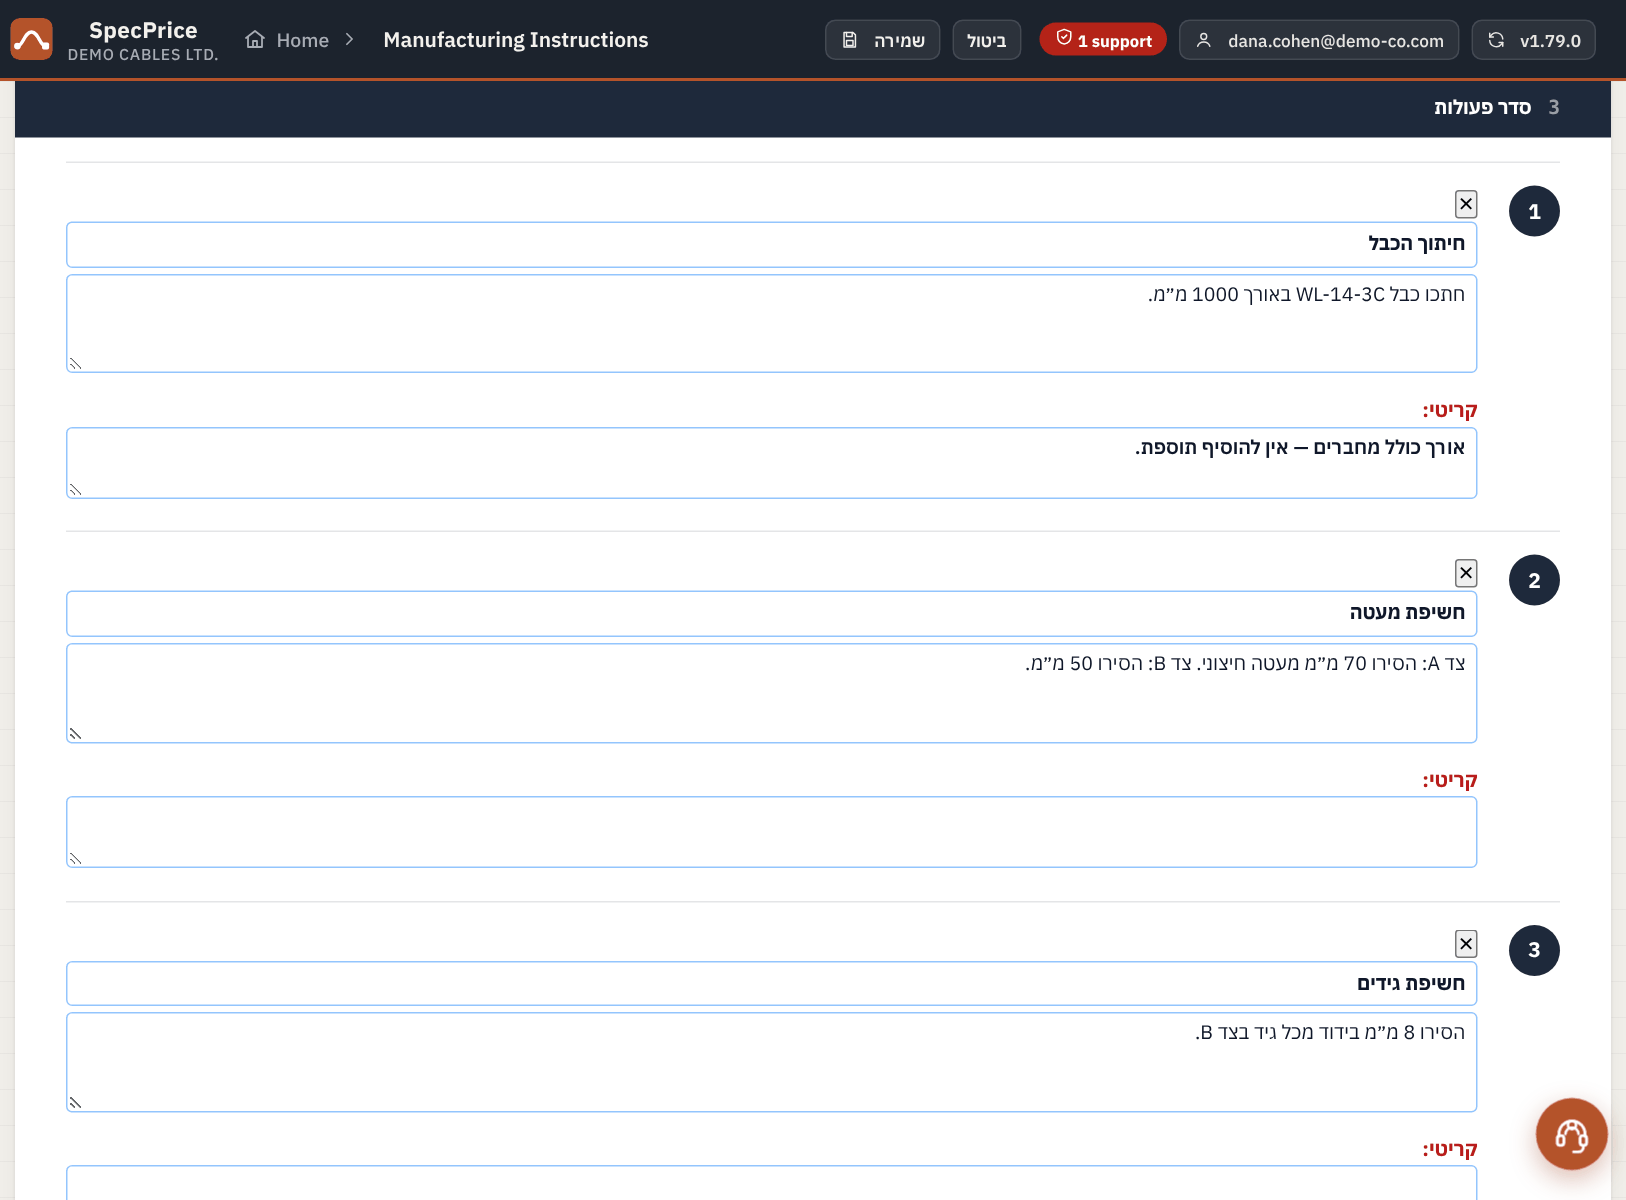 SpecPrice
DEMO CABLES LTD.
Home
Manufacturing Instructions
שמירה
ביטול
1 support
dana.cohen@demo-co.com
v1.79.0
3 סדר פעולות
1
חיתוך הכבל
חתכו כבל WL-14-3C באורך 1000 מ״מ.
קריטי:
אורך כולל מחברים — אין להוסיף תוספת.
2
חשיפת מעטה
צד A: הסירו 70 מ״מ מעטה חיצוני. צד B: הסירו 50 מ״מ.
קריטי:
3
חשיפת גידים
הסירו 8 מ״מ בידוד מכל גיד בצד B.
קריטי: